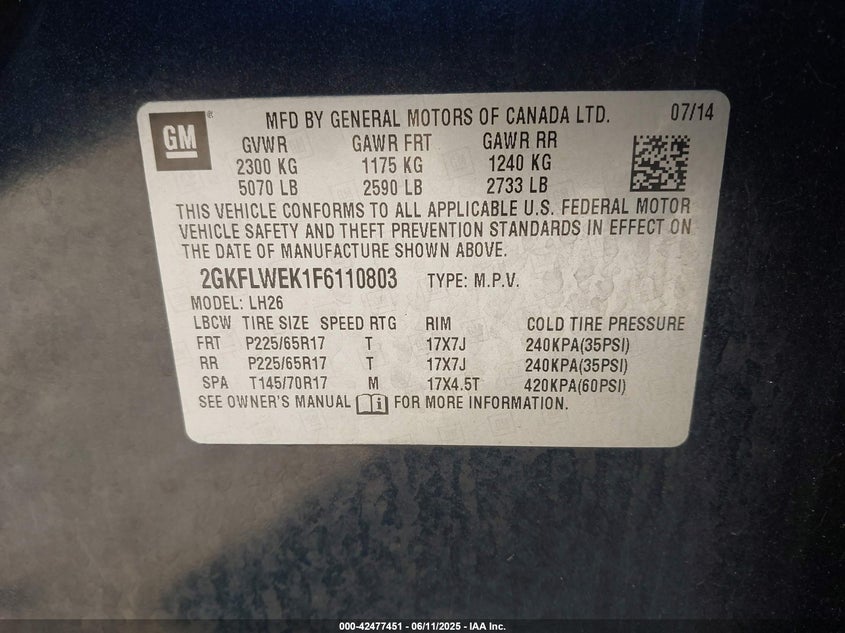 GM ®
MFD BY GENERAL MOTORS OF CANADA LTD. 07/14
GVWR GAWR FRT GAWR RR
2300 KG 1175 KG 1240 KG
5070 LB 2590 LB 2733 LB
THIS VEHICLE CONFORMS TO ALL APPLICABLE U.S. FEDERAL MOTOR
VEHICLE SAFETY AND THEFT PREVENTION STANDARDS IN EFFECT ON
THE DATE OF MANUFACTURE SHOWN ABOVE.
2GKFLWEK1F6110803 TYPE: M.P.V.
MODEL: LH26
LBCW TIRE SIZE SPEED RTG RIM COLD TIRE PRESSURE
FRT P225/65R17 T 17X7J 240KPA(35PSI)
RR P225/65R17 T 17X7J 240KPA(35PSI)
SPA T145/70R17 M 17X4.5T 420KPA(60PSI)
SEE OWNER'S MANUAL i FOR MORE INFORMATION.
000-42477451 - 06/11/2025 - IAA Inc.